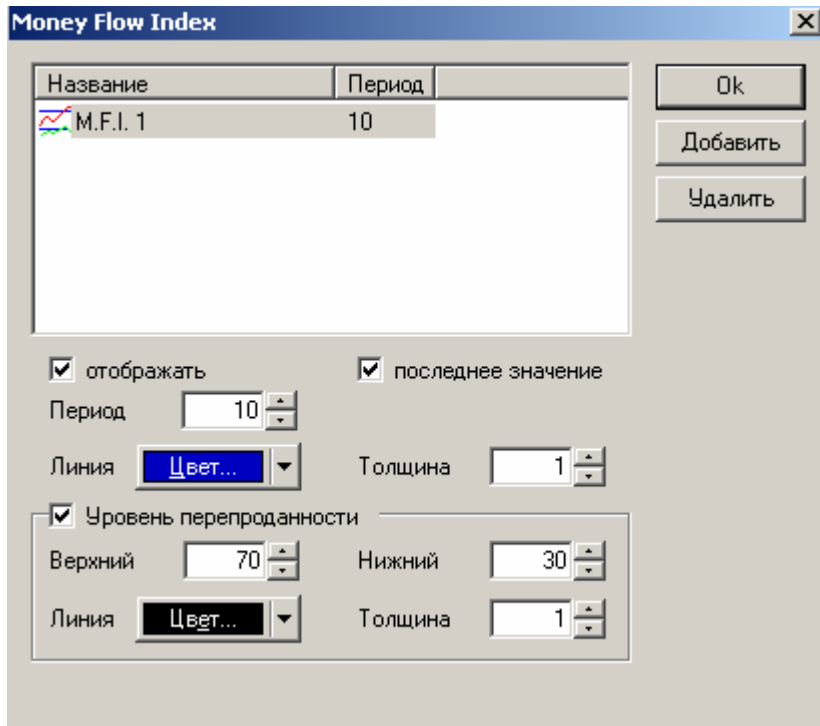 Money Flow Index
Название Период
M.F.I. 1 10
Ok
Добавить
Удалить
отображать последнее значение
Период 10
Линия Цвет... Толщина 1
Уровень перепроданности
Верхний 70 Нижний 30
Линия Цвет... Толщина 1